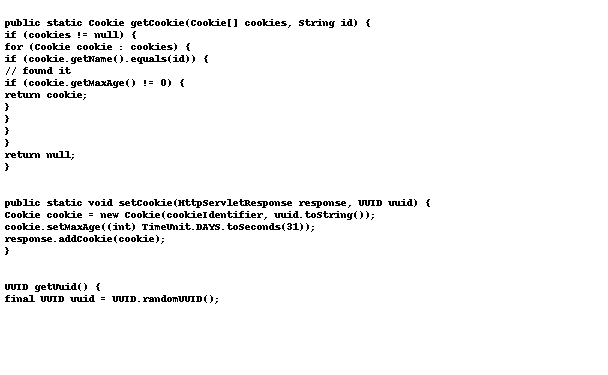 public static Cookie getCookie(Cookie[] cookies, String id) {
if (cookies != null) {
for (Cookie cookie : cookies) {
if (cookie.getName().equals(id)) {
// found it
if (cookie.getMaxAge() != 0) {
return cookie;
}
}
}
}
return null;
}
public static void setCookie(HttpServletResponse response, UUID uuid) {
Cookie cookie = new Cookie(cookieIdentifier, uuid.toString());
cookie.setMaxAge((int) TimeUnit.DAYS.toSeconds(31));
response.addCookie(cookie);
}
UUID getUuid() {
final UUID uuid = UUID.randomUUID();